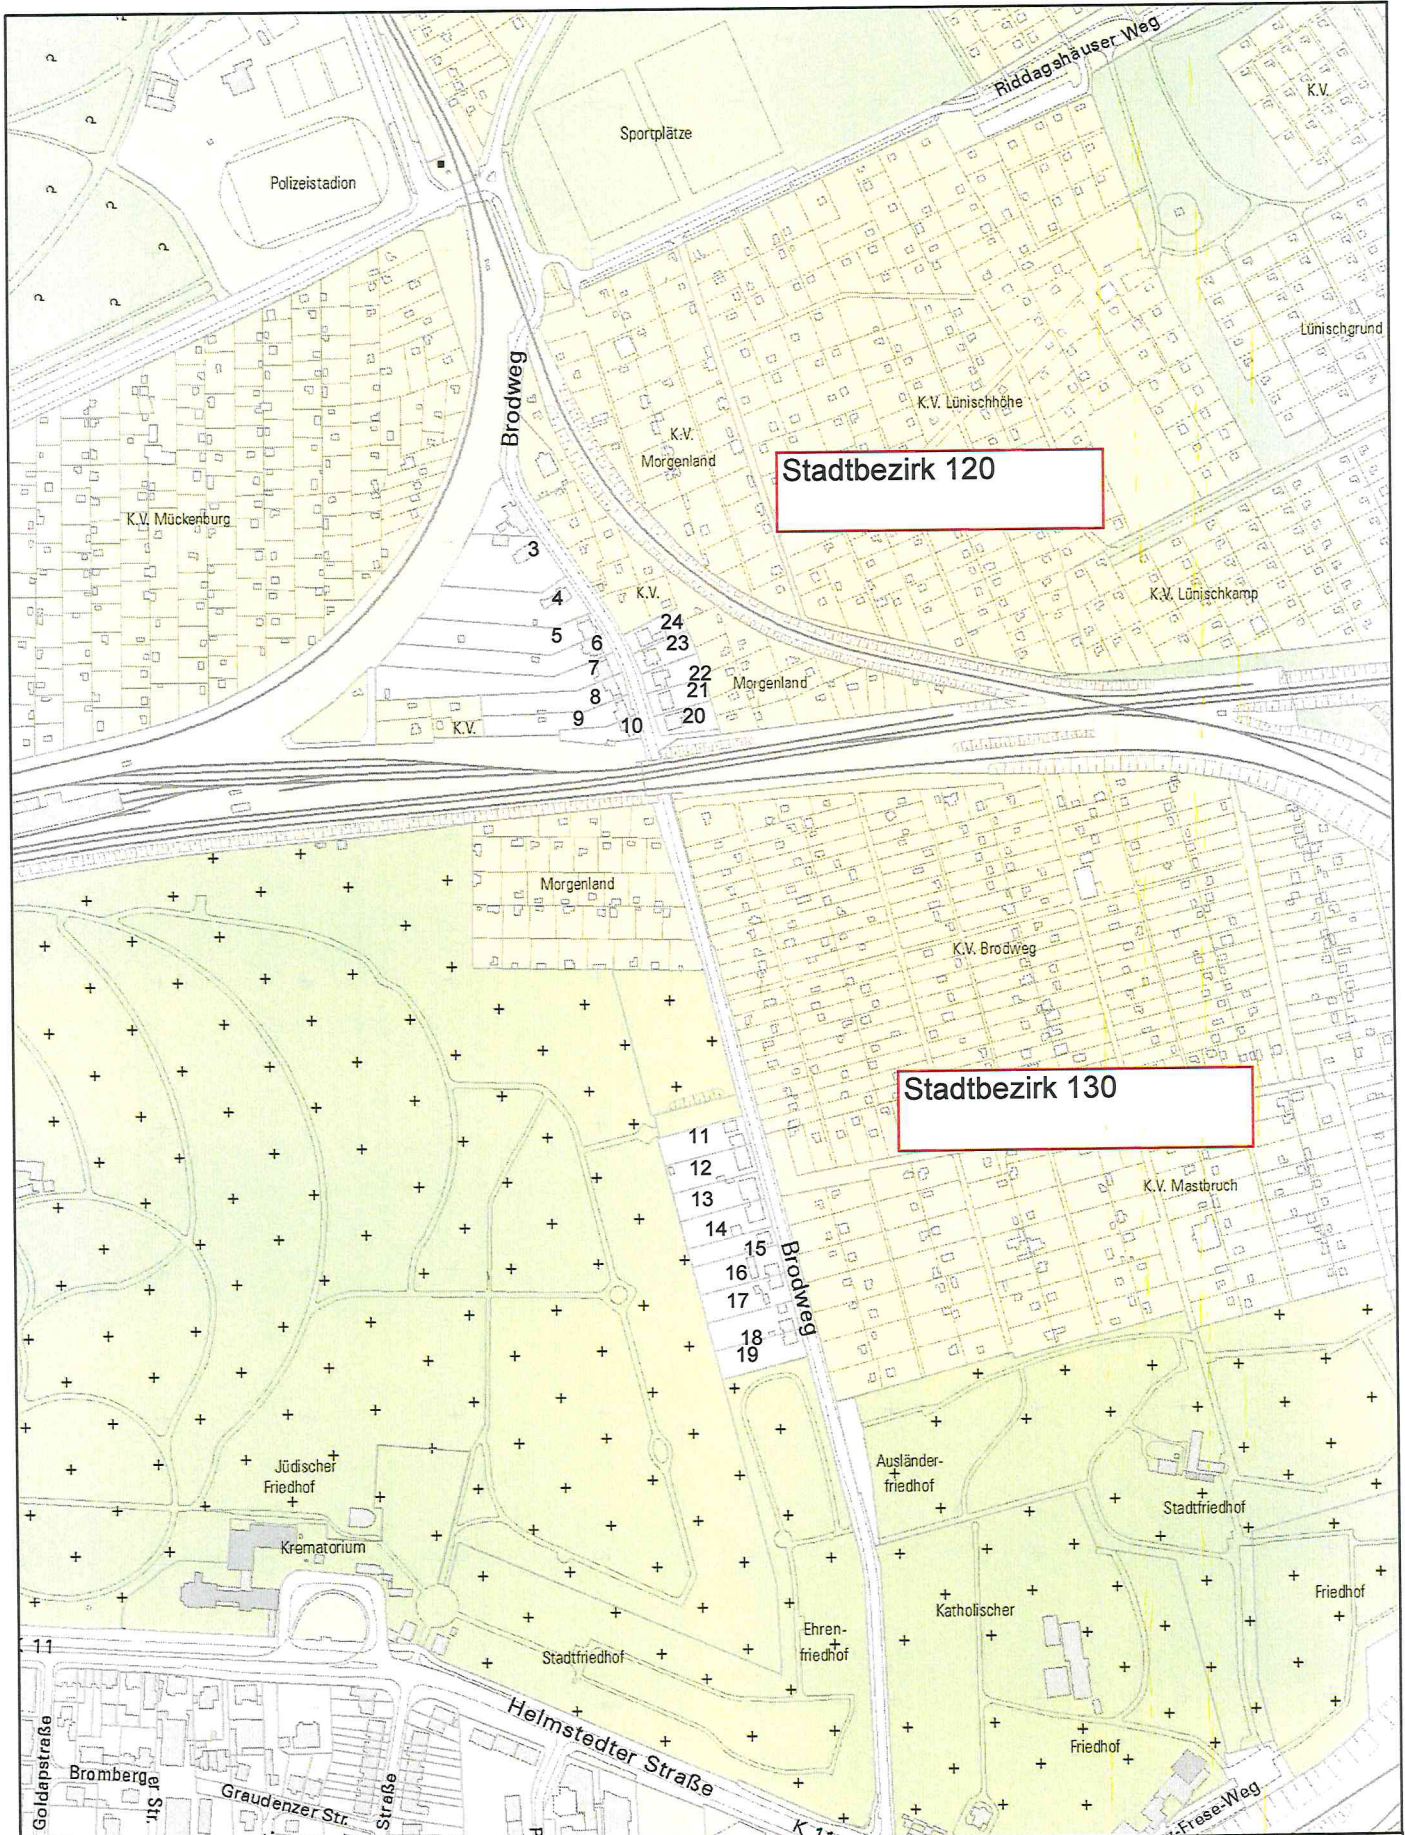 Riddagshäuser Weg
K.V.
Sportplätze
Polizeistadion
Lünischgrund
Brodweg
K.V. Lünischhöhe
K.V.
Morgenland
Stadtbezirk 120
K.V. Mückenburg
3
K.V. Lünischkamp
4
K.V.
24
5
6
23
7
22
Morgenland
21
8
20
9
10
K.V.
Morgenland
K.V. Brodweg
Stadtbezirk 130
11
12
13
K.V. Mastbruch
14
15
16
Brodweg
17
18
19
Ausländer-
friedhof
Jüdischer
Friedhof
Stadtfriedhof
Krematorium
Friedhof
Katholischer
Ehren-
friedhof
11
Stadtfriedhof
Helmstedter Straße
Friedhof
Goldapstraße
Bromberger Str.
Graudenzer Str.
Straße
-Frese-Weg